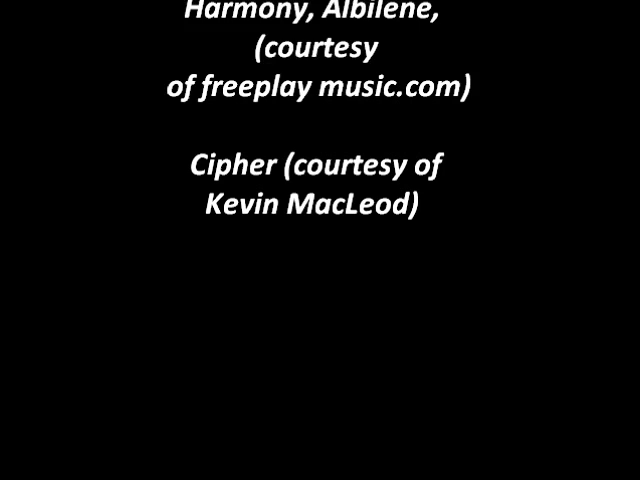 Harmony, Albilene,
(courtesy
of freeplay music.com)
Cipher (courtesy of
Kevin MacLeod)